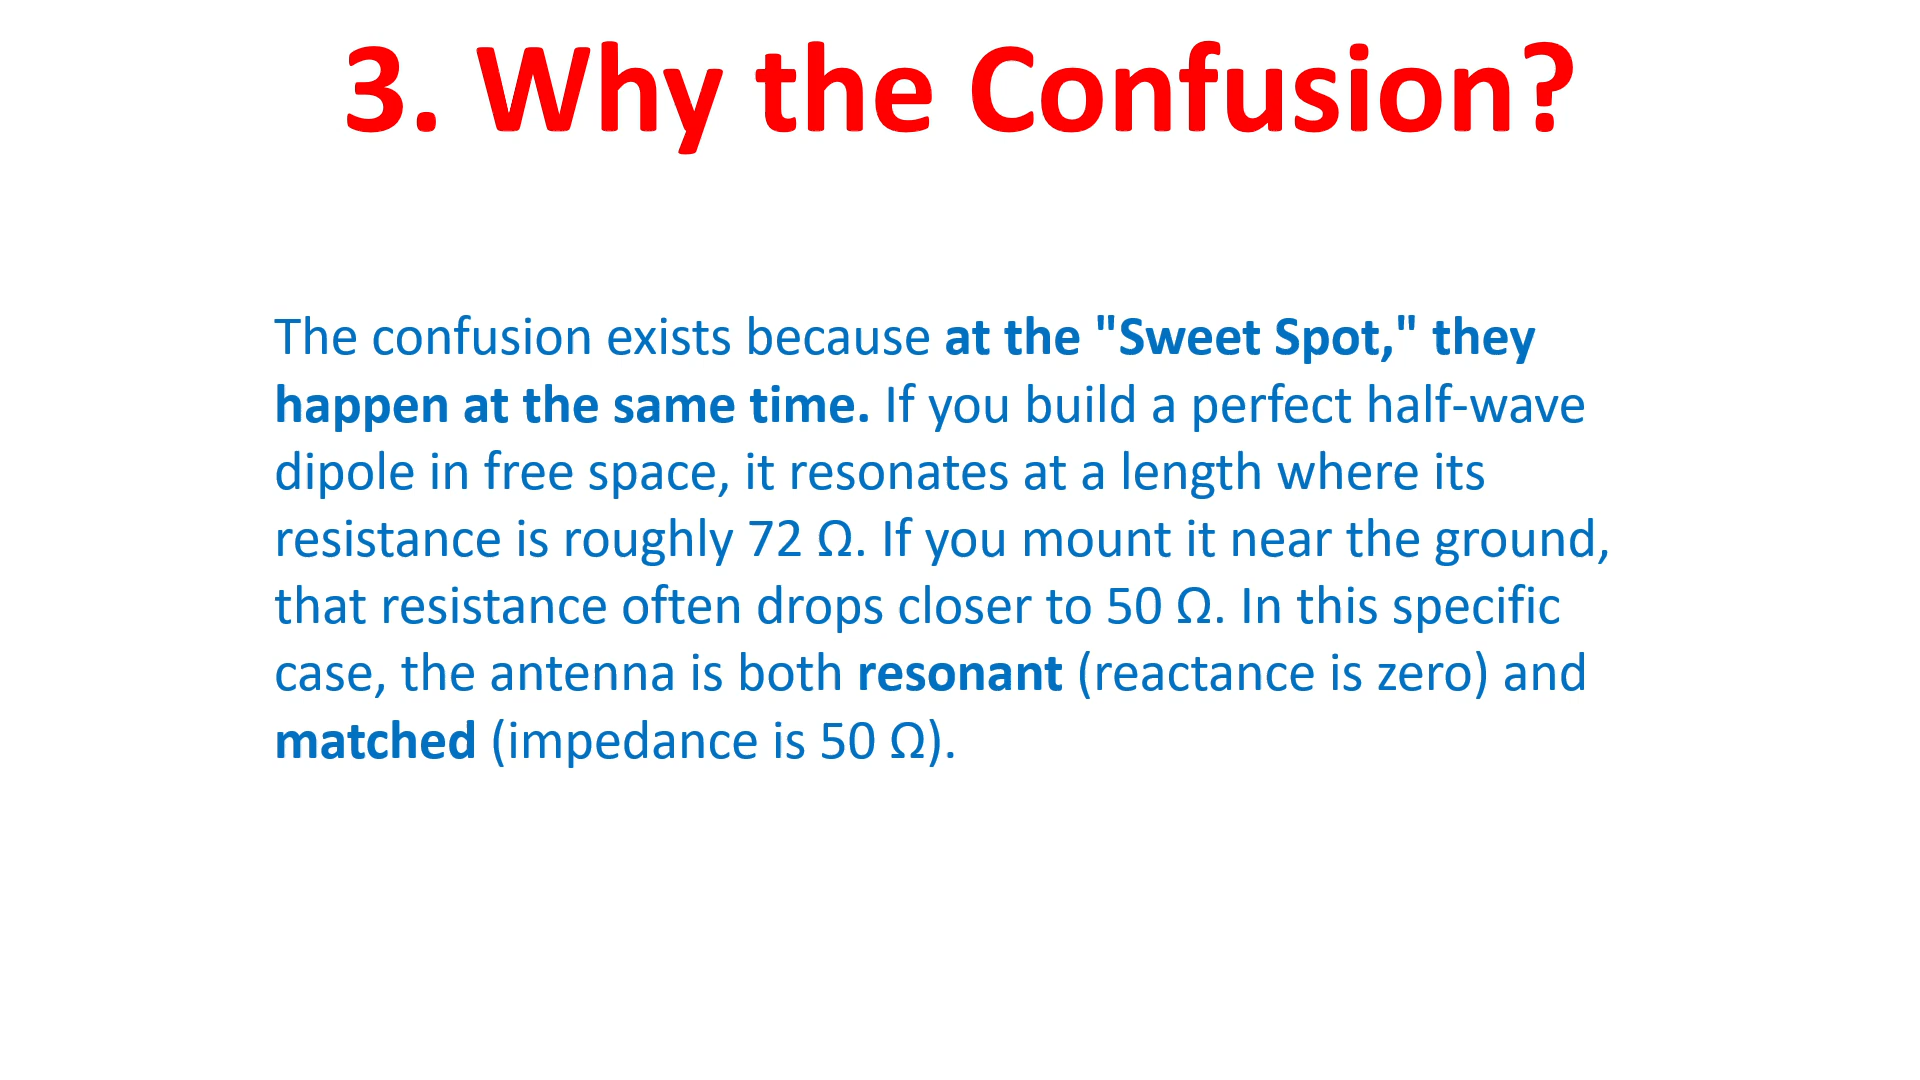 3. Why the Confusion?
The confusion exists because at the "Sweet Spot," they
happen at the same time. If you build a perfect half-wave
dipole in free space, it resonates at a length where its
resistance is roughly 72 Ω. If you mount it near the ground,
that resistance often drops closer to 50 Ω. In this specific
case, the antenna is both resonant (reactance is zero) and
matched (impedance is 50 Ω).